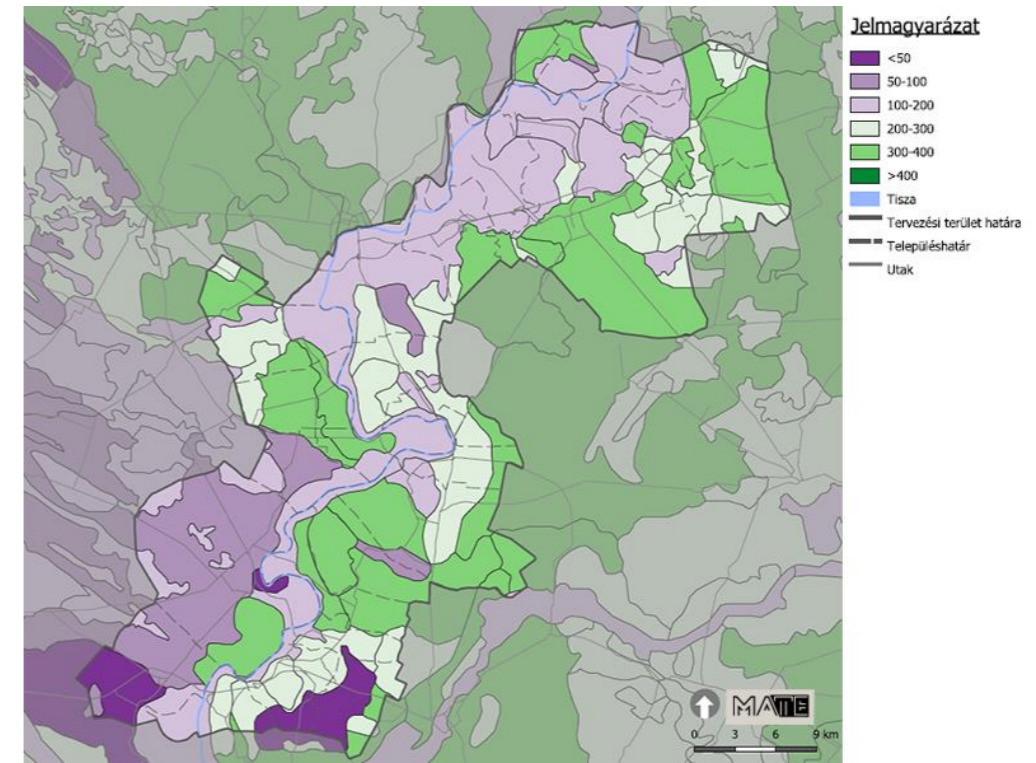 Jelmagyarázat
<50
50-100
100-200
200-300
300-400
>400
Tisza
Tervezési terület határa
Településhatár
Utak
MATE
0 3 6 9 km